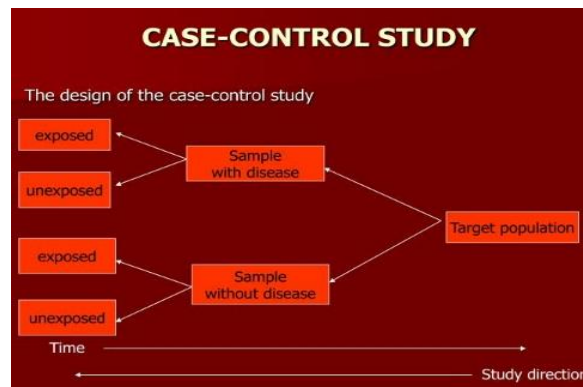 CASE-CONTROL STUDY
The design of the case-control study
exposed
Sample
with disease
unexposed
Target population
exposed
Sample
without disease
unexposed
Time
Study direction